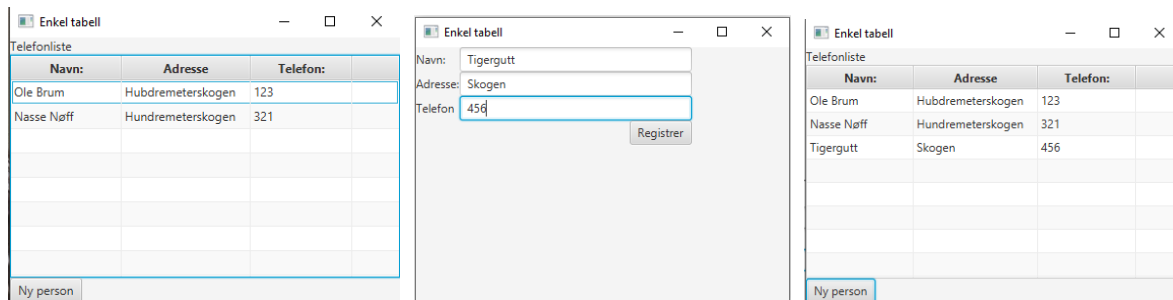 Enkel tabell
Telefonliste
Navn: Adresse Telefon:
Ole Brum Hubdremeterskogen 123
Nasse Nøff Hundremeterskogen 321
Ny person
Enkel tabell
Navn: Tigergutt
Adresse: Skogen
Telefon 456
Registrer
Enkel tabell
Telefonliste
Navn: Adresse Telefon:
Ole Brum Hubdremeterskogen 123
Nasse Nøff Hundremeterskogen 321
Tigergutt Skogen 456
Ny person